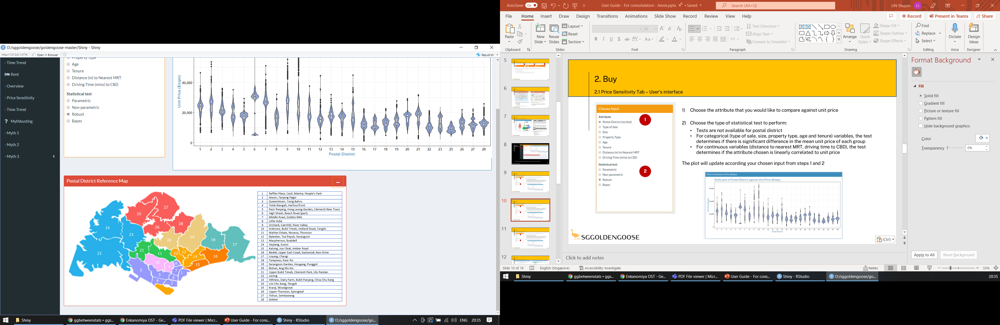 D:/sggoldengoose/goldengoose-master/Shiny - Shiny
http://127.0.0.1:3776
Open in Browser
Republish
- Time Trend
Rent
- Overview
- Price Sensitivity
- Time Trend
? Mythbusting
- Myth 1
- Myth 2
- Myth 3
Property Type
Age
Tenure
Distance (m) to Nearest MRT
Driving Time (mins) to CBD
Statistical test
Parametric
Non-parametric
Robust
Bayes
Unit Price ($/sqm)
40,000
20,000
0
1 2 3 4 5 6 7 8 9 10 11 12 13 14 15 16 17 18 19 20 21 22 23 24 25 26 27 28
Postal District
Postal District Reference Map
27
25
28
26
24
23
19
20
18
17
21
11
12
13
14
16
22
10
9
8
15
5
7
1
3
6
4
2
1 Raffles Place, Cecil, Marina, People's Park
2 Anson, Tanjong Pagar
3 Queenstown, Tiong Bahru
4 Telok Blangah, Harbourfront
5 Pasir Panjang, Hong Leong Garden, Clementi New Town
6 High Street, Beach Road (part)
7 Middle Road, Golden Mile
8 Little India
9 Orchard, Cairnhill, River Valley
10 Ardmore, Bukit Timah, Holland Road, Tanglin
11 Watten Estate, Novena, Thomson
12 Balestier, Toa Payoh, Serangoon
13 Macpherson, Braddell
14 Geylang, Eunos
15 Katong, Joo Chiat, Amber Road
16 Bedok, Upper East Coast, Eastwood, Kew Drive
17 Loyang, Changi
18 Tampines, Pasir Ris
19 Serangoon Garden, Hougang, Punggol
20 Bishan, Ang Mo Kio
21 Upper Bukit Timah, Clementi Park, Ulu Pandan
22 Jurong
23 Hillview, Dairy Farm, Bukit Panjang, Choa Chu Kang
24 Lim Chu Kang, Tengah
25 Kranji, Woodgrove
26 Upper Thomson, Springleaf
27 Yishun, Sembawang
28 Seletar
Shiny
ggbetweenstats • ggs...
Enkanomiya OST - Ge...
PDF File viewer | Micr...
User Guide - For cons...
Shiny - RStudio
D:/sggoldengoose/go...
ENG 20:35
AutoSave On
User Guide - For consolidation - Annie.pptx • Saved
Search (Alt+Q)
LIN Shuyan LS
File Home Insert Draw Design Transitions Animations Slide Show Record Review View Help
Record
Present in Teams
Share
Paste
Clipboard
New Slide
Reuse Slides
Layout
Reset
Section
Slides
20
B I U S ab AV Aa A
Font
Text Direction
Align Text
Convert to SmartArt
Paragraph
Arrange
Quick Styles
Shape Fill
Shape Outline
Shape Effects
Drawing
Find
Replace
Select
Editing
Dictate
Voice
Design Ideas
Designer
5
6
7
8
9
10
11
12
2. Buy
2.1 Price Sensitivity Tab – User's interface
Choose Input
Attribute
Postal District (no test)
Type of Sale
Size
Property Type
Age
Tenure
Distance (m) to Nearest MRT
Driving Time (mins) to CBD
Statistical test
Parametric
Non-parametric
Robust
Bayes
1
2
1) Choose the attribute that you would like to compare against unit price
2) Choose the type of statistical test to perform:
• Tests are not available for postal district
• For categorical (type of sale, size, property type, age and tenure) variables, the test
determines if there is significant difference in the mean unit price of each group
• For continuous variables (distance to nearest MRT, driving time to CBD), the test
determines if the attribute chosen is linearly correlated to unit price
The plot will update according your chosen input from steps 1 and 2
Effect of Attribute on Price ($/sqm)
Violin plot of Postal District against Unit Price ($/sqm)
Postal District
SGGOLDENGOOSE
(Ctrl)
Click to add notes
Slide 10 of 18
English (Singapore)
Accessibility: Investigate
Notes
53%
Format Background
Fill
Solid fill
Gradient fill
Picture or texture fill
Pattern fill
Hide background graphics
Color
Transparency
0%
Apply to All
Reset Background
Shiny
ggbetweenstats • ggs...
Enkanomiya OST - Ge...
PDF File viewer | Micr...
User Guide - For cons...
Shiny - RStudio
D:/sggoldengoose/go...
20:35